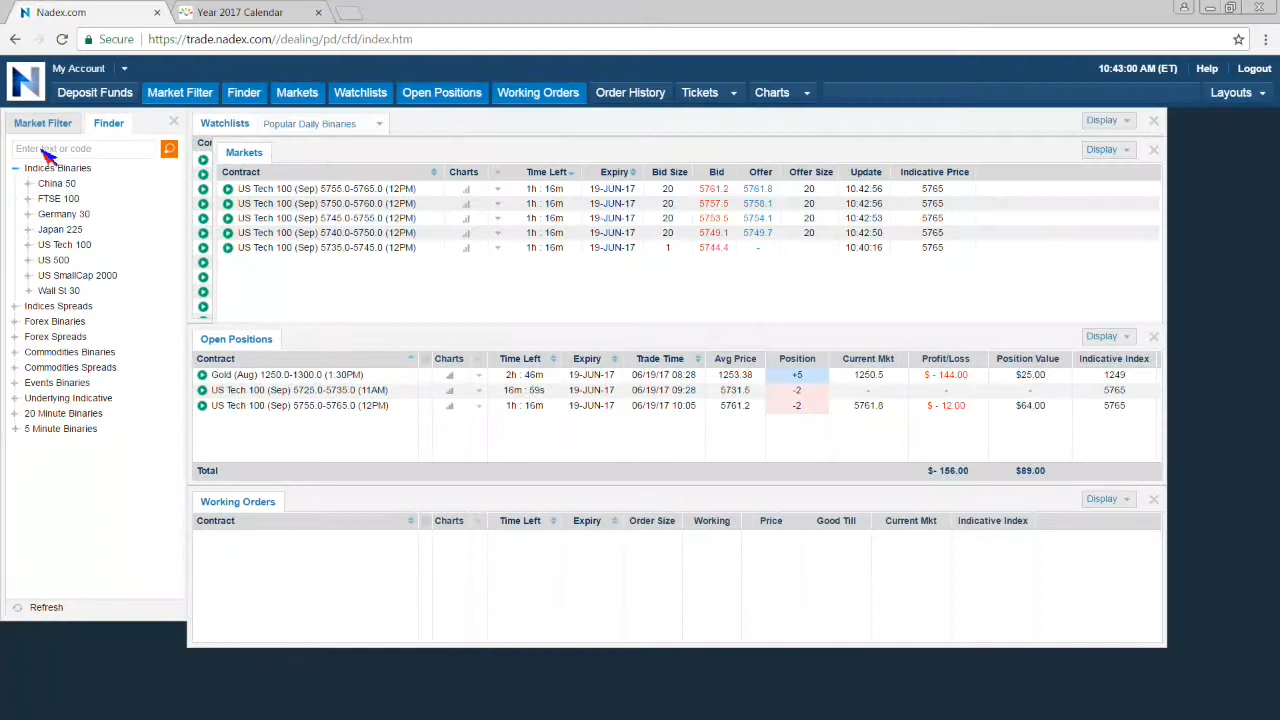 Nadex.com
Year 2017 Calendar
Secure
https://trade.nadex.com//dealing/pd/cfd/index.htm
N
My Account
10:43:00 AM (ET)
Help
Logout
Deposit Funds
Market Filter
Finder
Markets
Watchlists
Open Positions
Working Orders
Order History
Tickets
Charts
Layouts
Market Filter
Finder
Enter text or code
Indices Binaries
China 50
FTSE 100
Germany 30
Japan 225
US Tech 100
US 500
US SmallCap 2000
Wall St 30
Indices Spreads
Forex Binaries
Forex Spreads
Commodities Binaries
Commodities Spreads
Events Binaries
Underlying Indicative
20 Minute Binaries
5 Minute Binaries
Refresh
Watchlists Popular Daily Binaries Display
Cor
Markets Display
Contract Charts Time Left Expiry Bid Size Bid Offer Offer Size Update Indicative Price
US Tech 100 (Sep) 5755.0-5765.0 (12PM) 1h : 16m 19-JUN-17 20 5761.2 5761.8 20 10:42:56 5765
US Tech 100 (Sep) 5750.0-5760.0 (12PM) 1h : 16m 19-JUN-17 20 5757.5 5758.1 20 10:42:56 5765
US Tech 100 (Sep) 5745.0-5755.0 (12PM) 1h : 16m 19-JUN-17 20 5753.5 5754.1 20 10:42:53 5765
US Tech 100 (Sep) 5740.0-5750.0 (12PM) 1h : 16m 19-JUN-17 20 5749.1 5749.7 20 10:42:50 5765
US Tech 100 (Sep) 5735.0-5745.0 (12PM) 1h : 16m 19-JUN-17 1 5744.4 - 10:40:16 5765
Open Positions Display
Contract Charts Time Left Expiry Trade Time Avg Price Position Current Mkt Profit/Loss Position Value Indicative Index
Gold (Aug) 1250.0-1300.0 (1:30PM) 2h : 46m 19-JUN-17 06/19/17 08:28 1253.38 +5 1250.5 $ - 144.00 $25.00 1249
US Tech 100 (Sep) 5725.0-5735.0 (11AM) 16m : 59s 19-JUN-17 06/19/17 09:28 5731.5 -2 - - - 5765
US Tech 100 (Sep) 5755.0-5765.0 (12PM) 1h : 16m 19-JUN-17 06/19/17 10:05 5761.2 -2 5761.8 $ - 12.00 $64.00 5765
Total $- 156.00 $89.00
Working Orders Display
Contract Charts Time Left Expiry Order Size Working Price Good Till Current Mkt Indicative Index